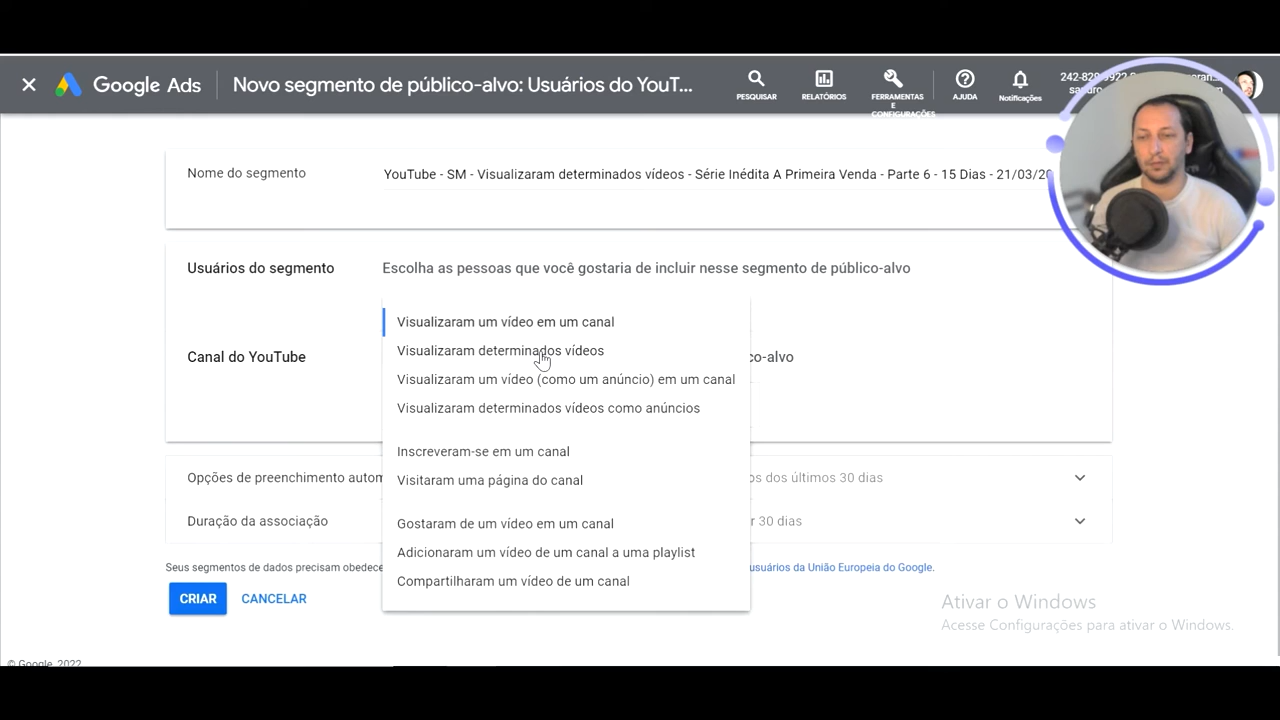 Google Ads
Novo segmento de público-alvo: Usuários do YouT...
PESQUISAR
RELATÓRIOS
FERRAMENTAS
E
CONFIGURAÇÕES
AJUDA
Notificações
Nome do segmento
YouTube - SM - Visualizaram determinados vídeos - Série Inédita A Primeira Venda - Parte 6 - 15 Dias - 21/03/20
Usuários do segmento
Escolha as pessoas que você gostaria de incluir nesse segmento de público-alvo
Visualizaram um vídeo em um canal
Visualizaram determinados vídeos
Canal do YouTube
co-alvo
Visualizaram um vídeo (como um anúncio) em um canal
Visualizaram determinados vídeos como anúncios
Inscreveram-se em um canal
Visitaram uma página do canal
Opções de preenchimento autom
os dos últimos 30 dias
Duração da associação
r 30 dias
Gostaram de um vídeo em um canal
Adicionaram um vídeo de um canal a uma playlist
Compartilharam um vídeo de um canal
Seus segmentos de dados precisam obedece
usuários da União Europeia do Google.
CRIAR
CANCELAR
Ativar o Windows
Acesse Configurações para ativar o Windows.
© Google, 2022